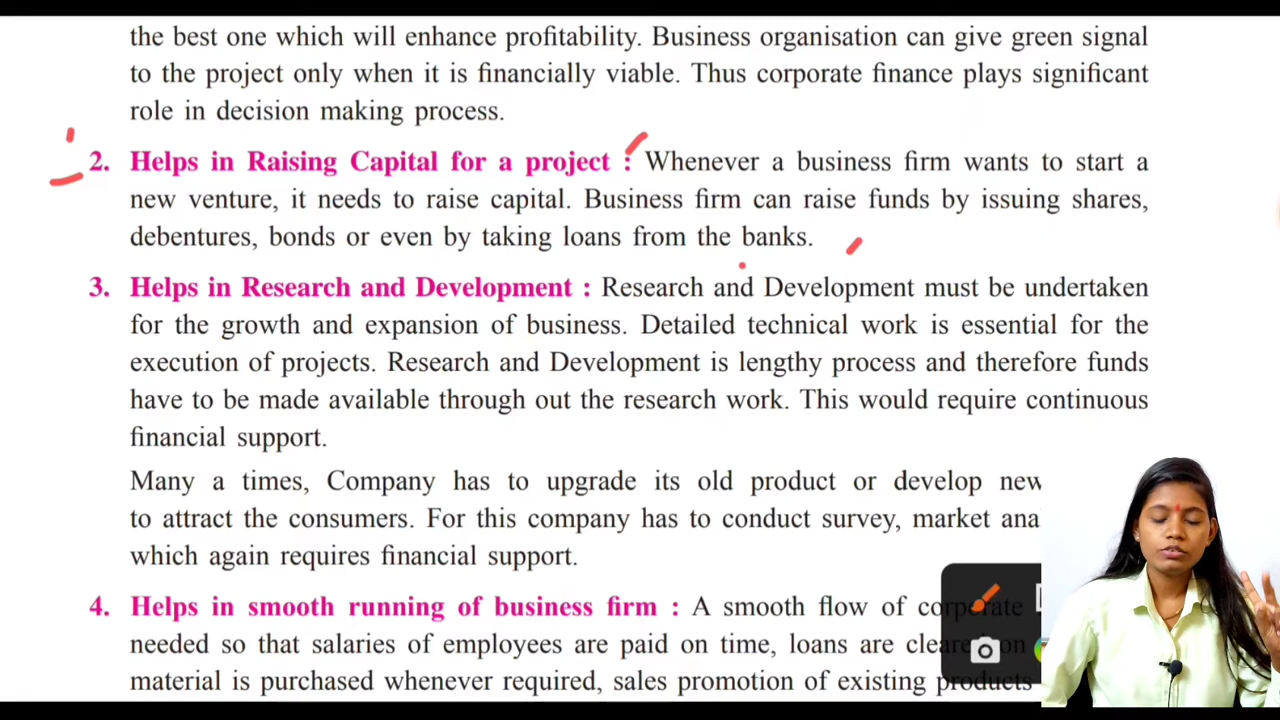 the best one which will enhance profitability. Business organisation can give green signal
to the project only when it is financially viable. Thus corporate finance plays significant
role in decision making process.
2. Helps in Raising Capital for a project : Whenever a business firm wants to start a
new venture, it needs to raise capital. Business firm can raise funds by issuing shares,
debentures, bonds or even by taking loans from the banks.
3. Helps in Research and Development : Research and Development must be undertaken
for the growth and expansion of business. Detailed technical work is essential for the
execution of projects. Research and Development is lengthy process and therefore funds
have to be made available through out the research work. This would require continuous
financial support.
Many a times, Company has to upgrade its old product or develop new
to attract the consumers. For this company has to conduct survey, market ana
which again requires financial support.
4. Helps in smooth running of business firm : A smooth flow of corporate
needed so that salaries of employees are paid on time, loans are cleared on
material is purchased whenever required, sales promotion of existing products